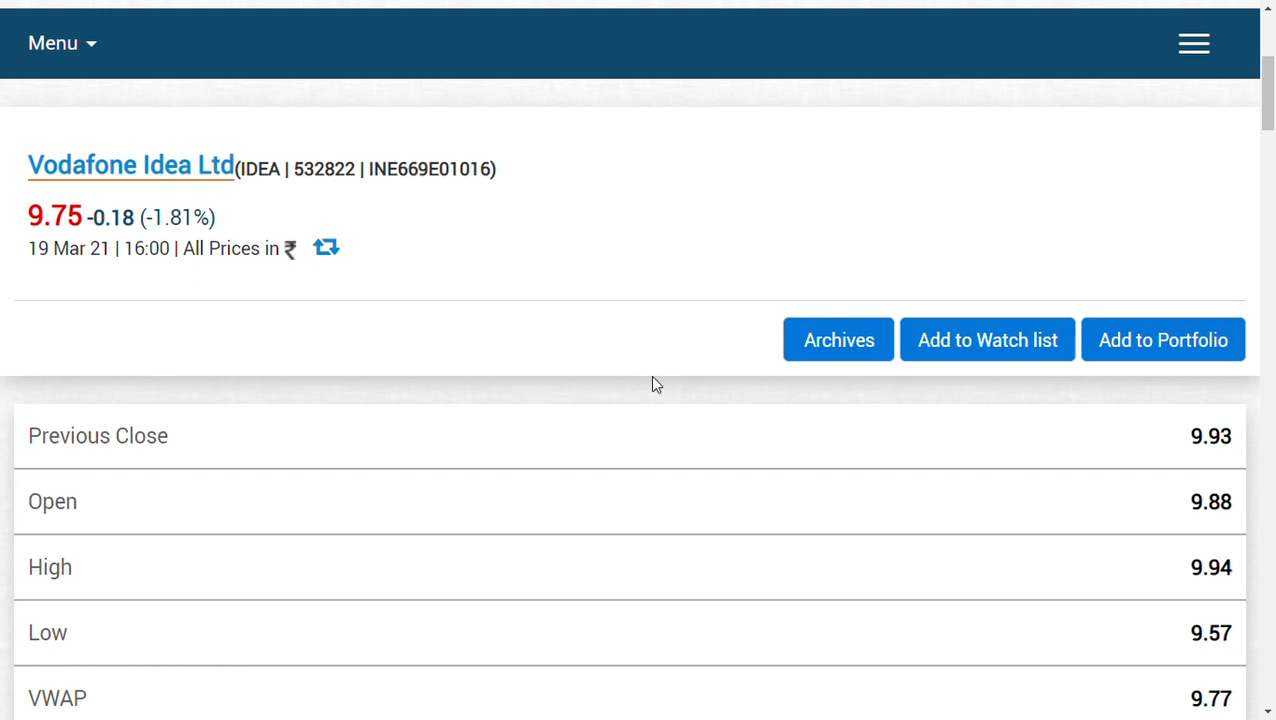 Menu
Vodafone Idea Ltd(IDEA | 532822 | INE669E01016)
9.75 -0.18 (-1.81%)
19 Mar 21 | 16:00 | All Prices in ₹
Archives Add to Watch list Add to Portfolio
Previous Close 9.93
Open 9.88
High 9.94
Low 9.57
VWAP 9.77